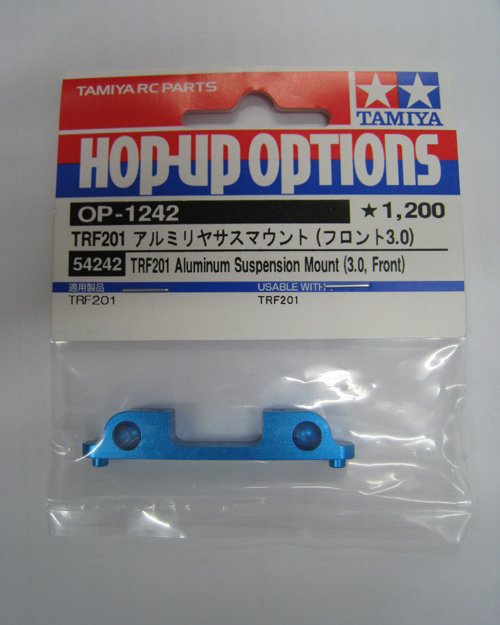 TAMIYA RC PARTS
TAMIYA
HOP-UP OPTIONS
OP-1242
★1,200
TRF201 アルミリヤサスマウント (フロント3.0)
54242 TRF201 Aluminum Suspension Mount (3.0, Front)
適用製品 USABLE WITH:
TRF201 TRF201